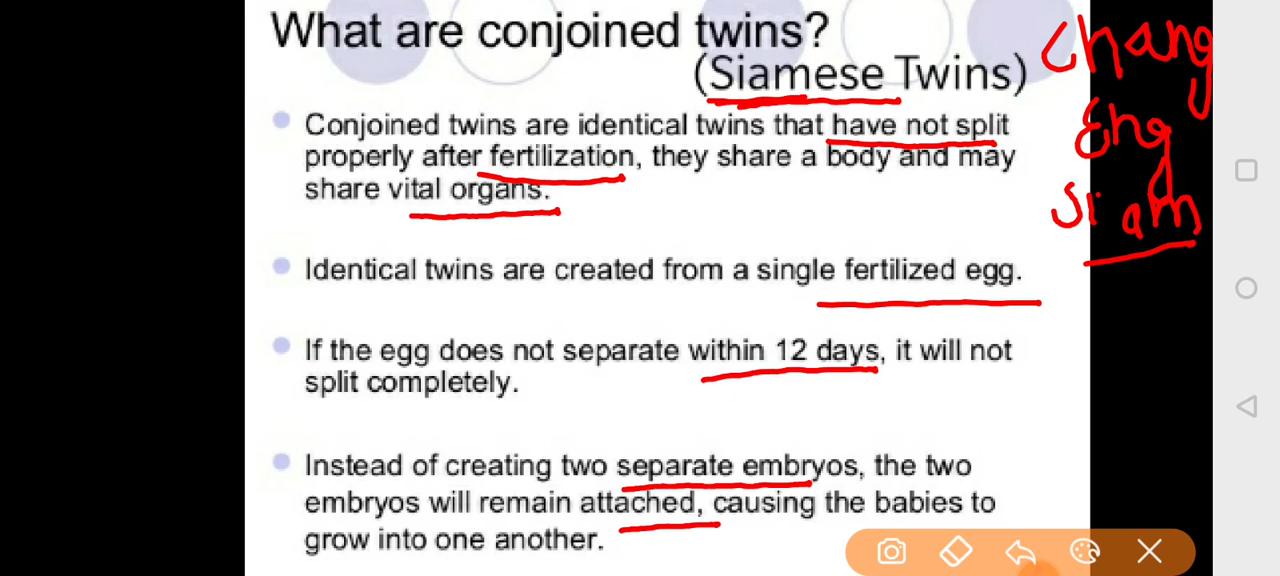 What are conjoined twins?
(Siamese Twins)
Chang
Eng
Siam
Conjoined twins are identical twins that have not split
properly after fertilization, they share a body and may
share vital organs.
Identical twins are created from a single fertilized egg.
If the egg does not separate within 12 days, it will not
split completely.
Instead of creating two separate embryos, the two
embryos will remain attached, causing the babies to
grow into one another.